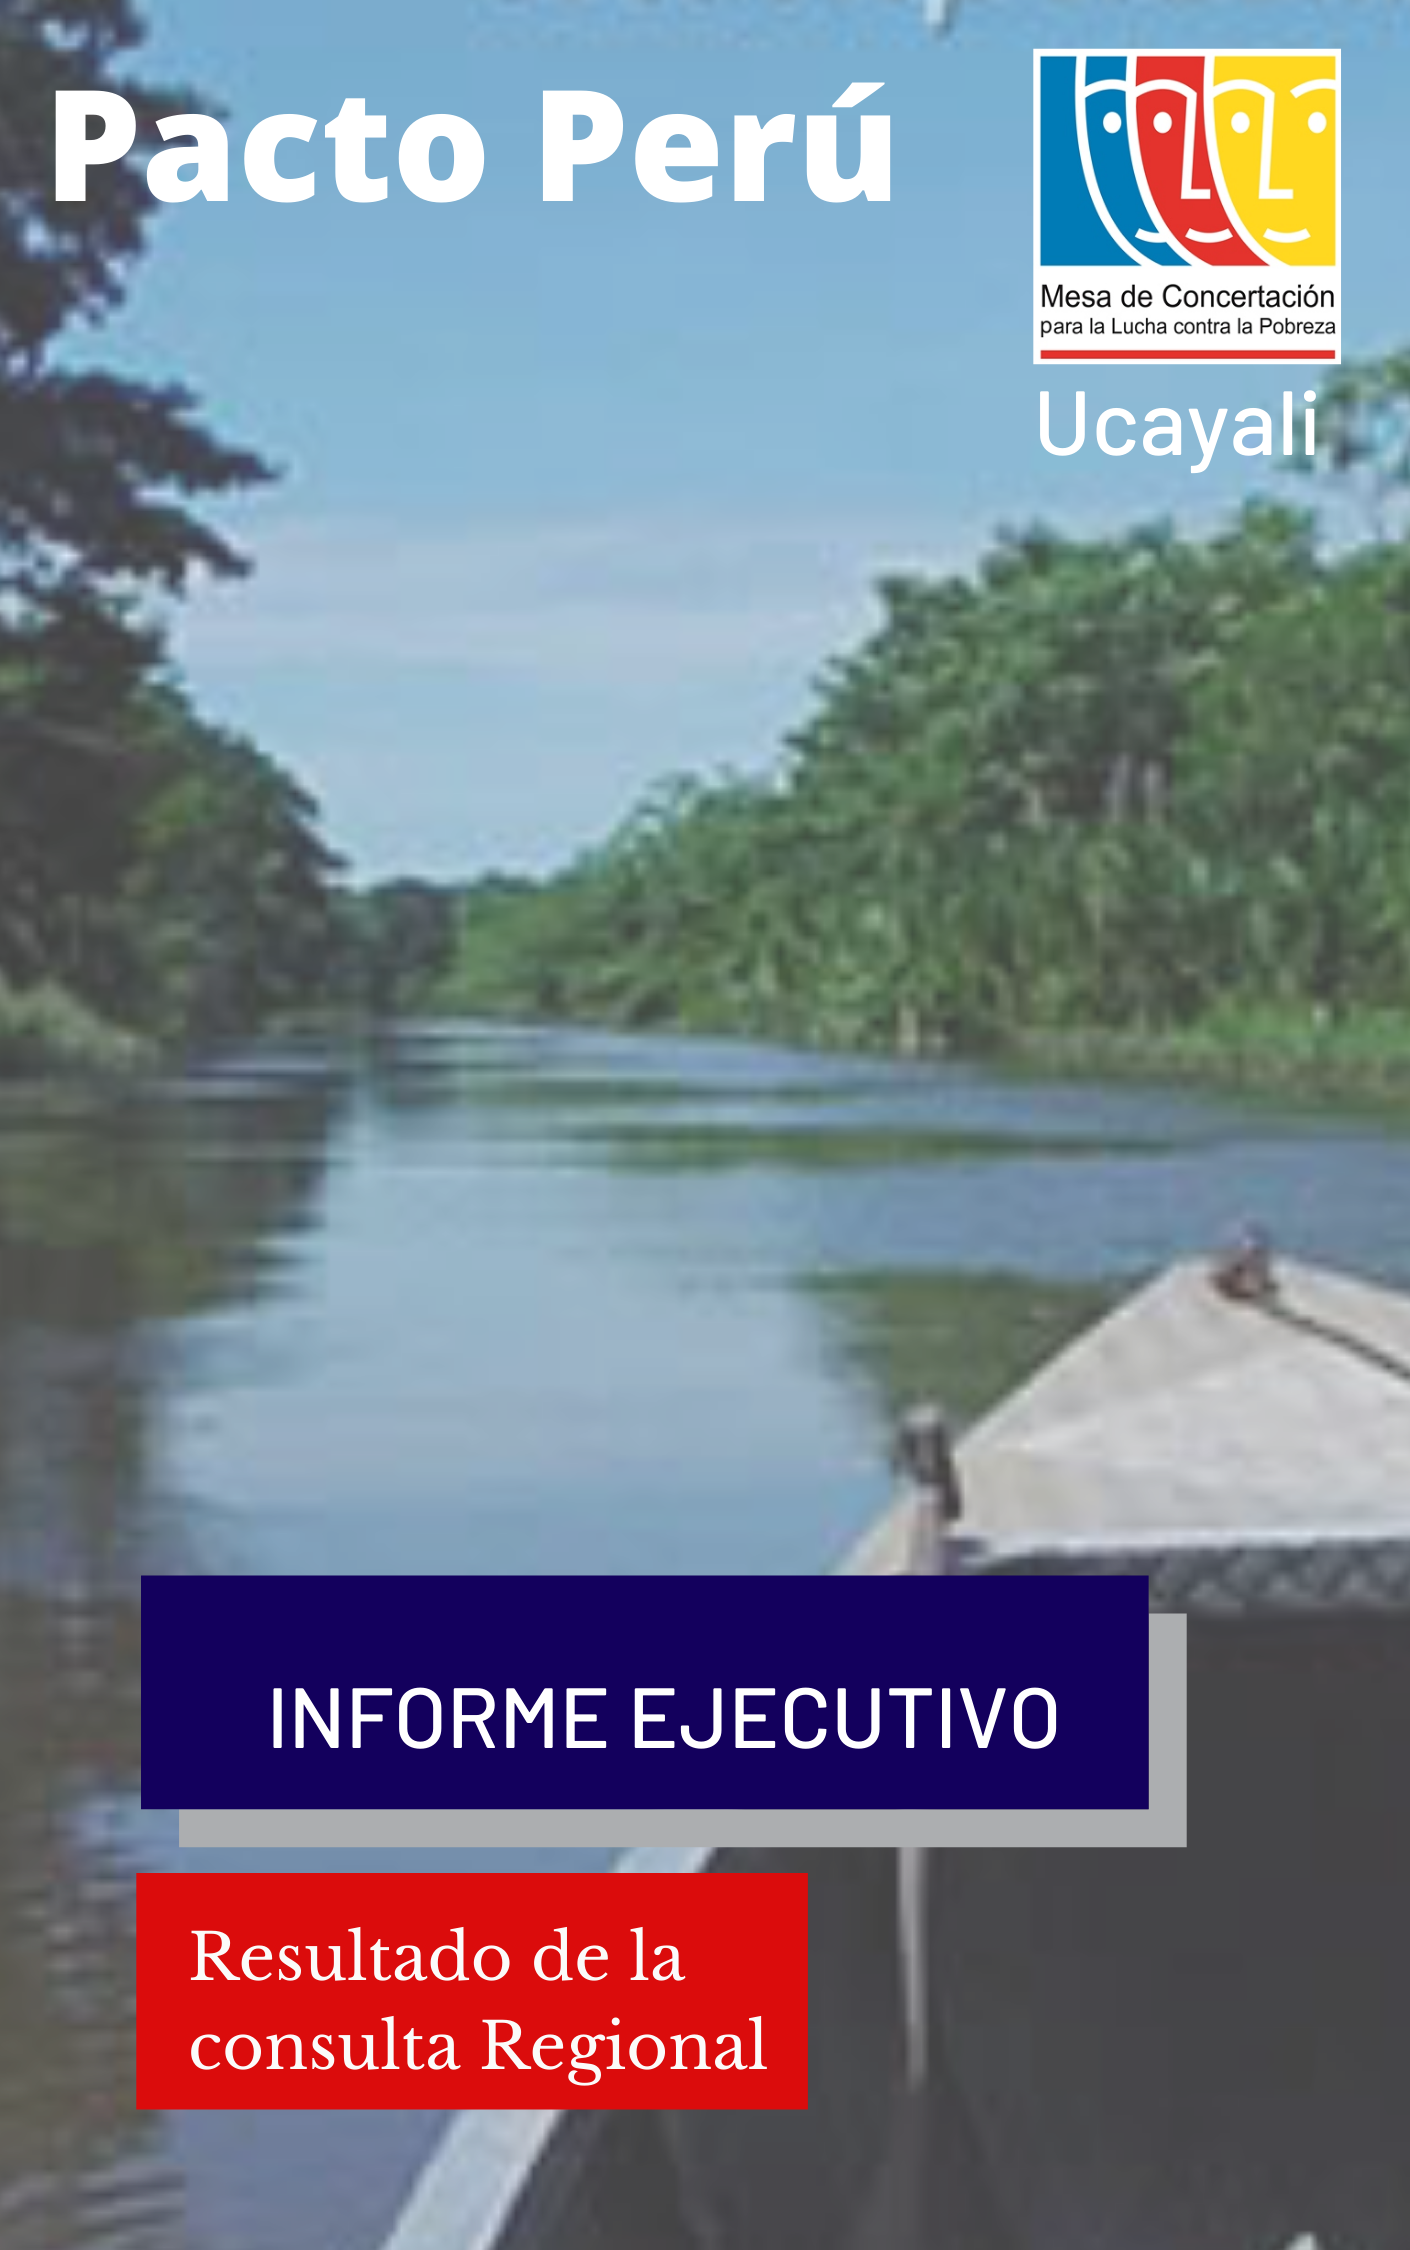 Pacto Perú
Mesa de Concertación
para la Lucha contra la Pobreza
Ucayali
INFORME EJECUTIVO
Resultado de la
consulta Regional